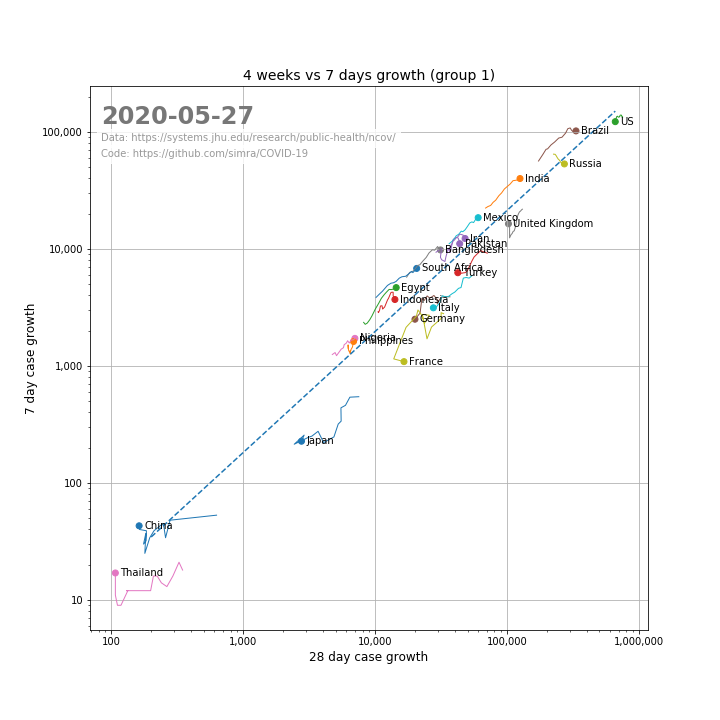 4 weeks vs 7 days growth (group 1)
2020-05-27
Data: https://systems.jhu.edu/research/public-health/ncov/
Code: https://github.com/simra/COVID-19
100,000
10,000
1,000
100
10
7 day case growth
US
Brazil
Russia
India
Mexico
United Kingdom
Iran
Pakistan
Bangladesh
South Africa
Turkey
Egypt
Indonesia
Italy
Germany
Nigeria
Philippines
France
Japan
China
Thailand
100
1,000
10,000
100,000
1,000,000
28 day case growth